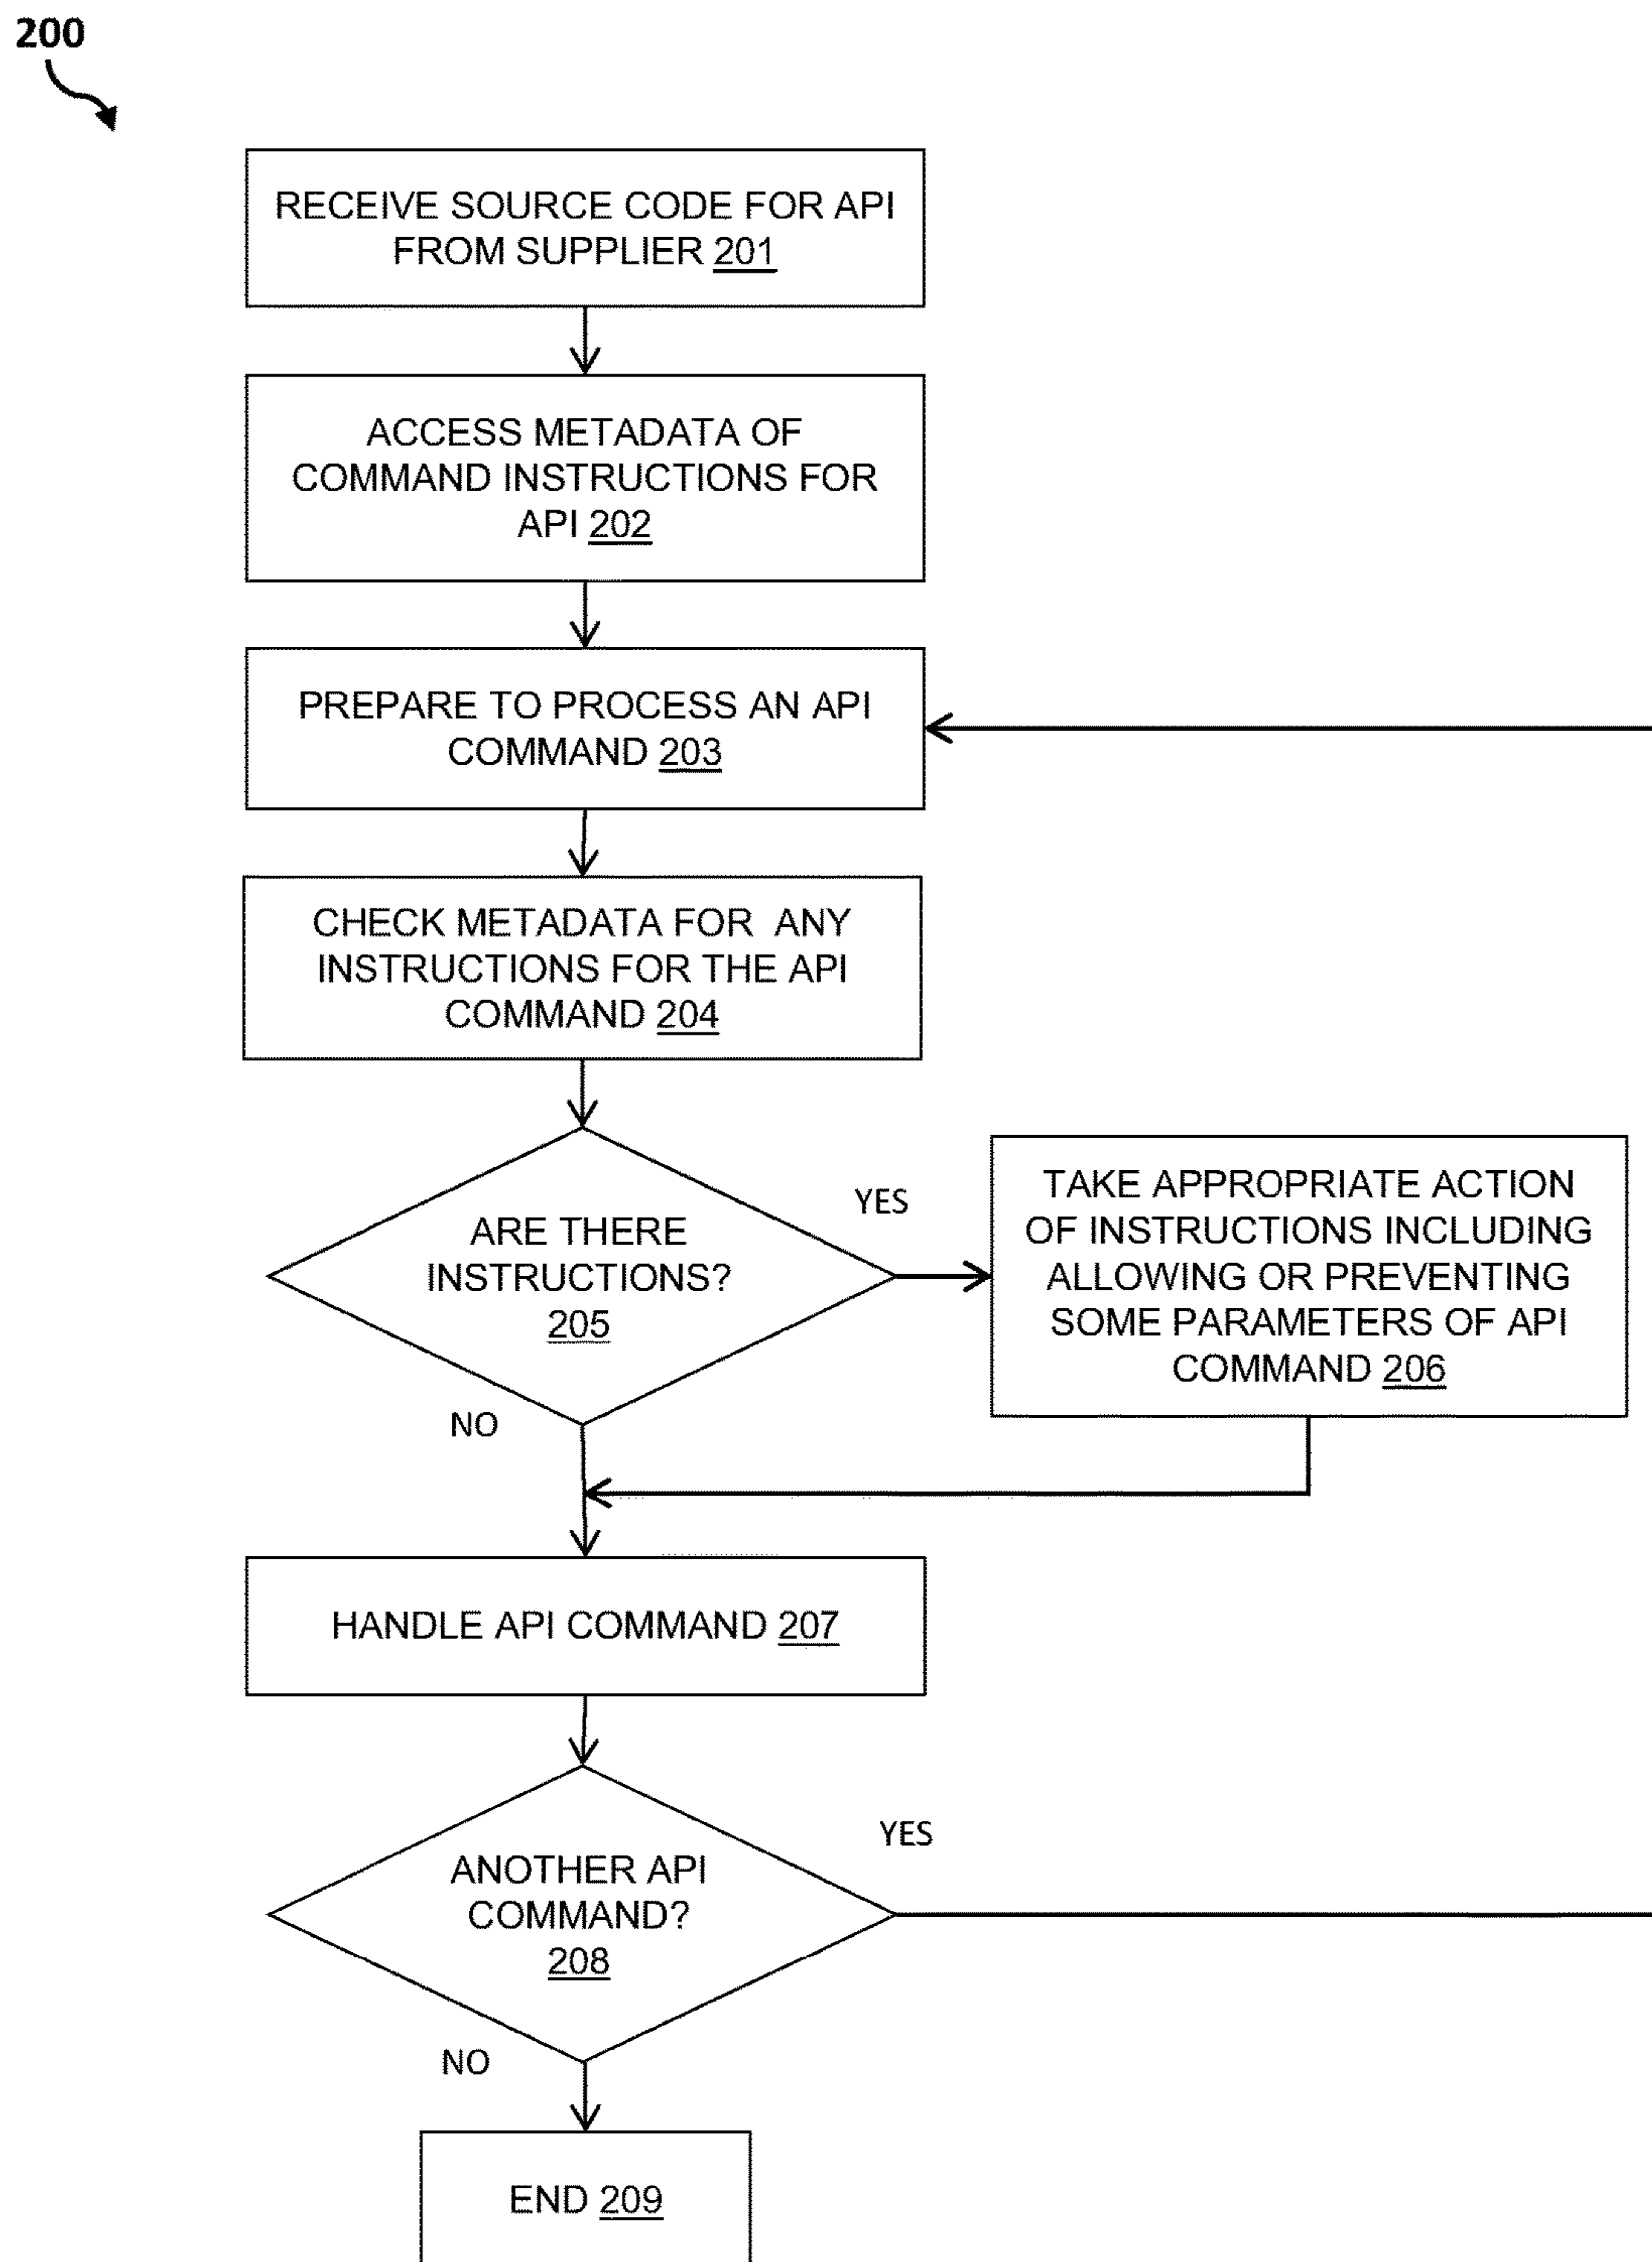 200
RECEIVE SOURCE CODE FOR API
FROM SUPPLIER 201
ACCESS METADATA OF
COMMAND INSTRUCTIONS FOR
API 202
PREPARE TO PROCESS AN API
COMMAND 203
CHECK METADATA FOR ANY
INSTRUCTIONS FOR THE API
COMMAND 204
ARE THERE
INSTRUCTIONS?
205
YES
TAKE APPROPRIATE ACTION
OF INSTRUCTIONS INCLUDING
ALLOWING OR PREVENTING
SOME PARAMETERS OF API
COMMAND 206
NO
HANDLE API COMMAND 207
ANOTHER API
COMMAND?
208
YES
NO
END 209